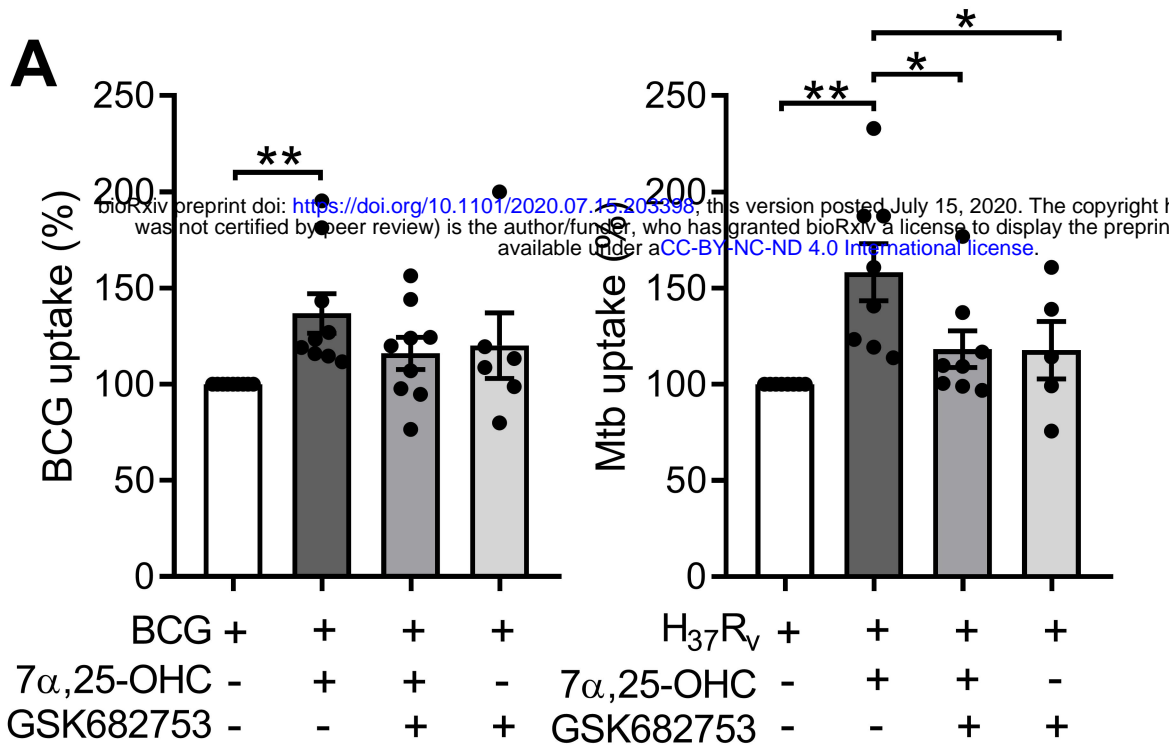 A
*
*
**
**
250
200
150
100
50
0
BCG uptake (%)
250
200
150
100
50
0
Mtb uptake (%)
bioRxiv preprint doi: https://doi.org/10.1101/2020.07.15.203398; this version posted July 15, 2020. The copyright h
was not certified by peer review) is the author/funder, who has granted bioRxiv a license to display the preprin
available under aCC-BY-NC-ND 4.0 International license.
BCG + + + +
7α,25-OHC - + + -
GSK682753 - - + +
H37Rv + + + +
7α,25-OHC - + + -
GSK682753 - - + +